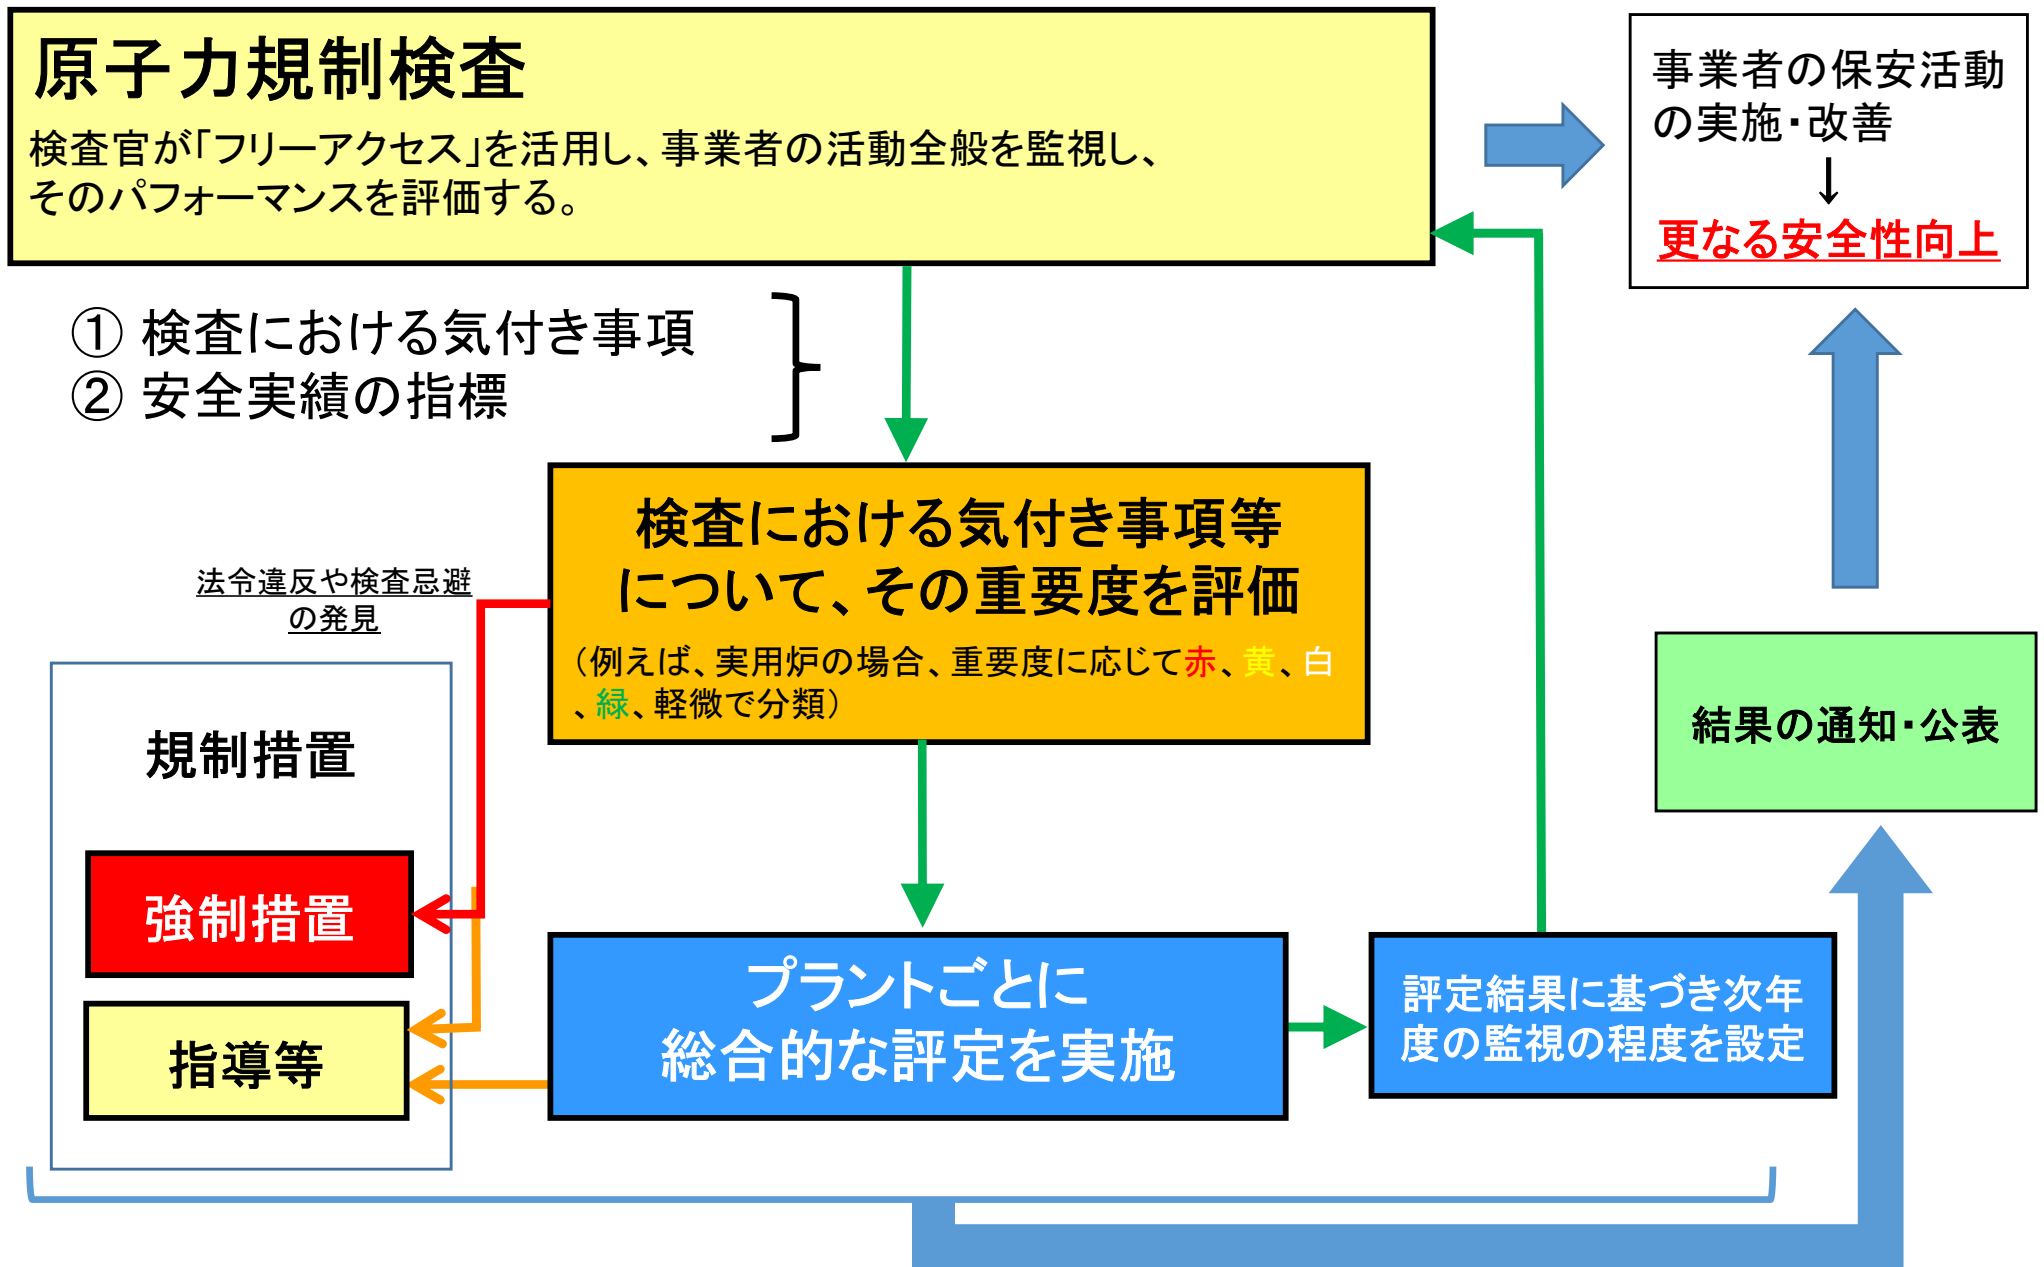 原子力規制検査
検査官が「フリーアクセス」を活用し、事業者の活動全般を監視し、
そのパフォーマンスを評価する。
事業者の保安活動
の実施・改善
↓
更なる安全性向上
① 検査における気付き事項
② 安全実績の指標
検査における気付き事項等
について、その重要度を評価
（例えば、実用炉の場合、重要度に応じて赤、黄、白
、緑、軽微で分類）
法令違反や検査忌避
の発見
規制措置
強制措置
指導等
プラントごとに
総合的な評定を実施
評定結果に基づき次年
度の監視の程度を設定
結果の通知・公表